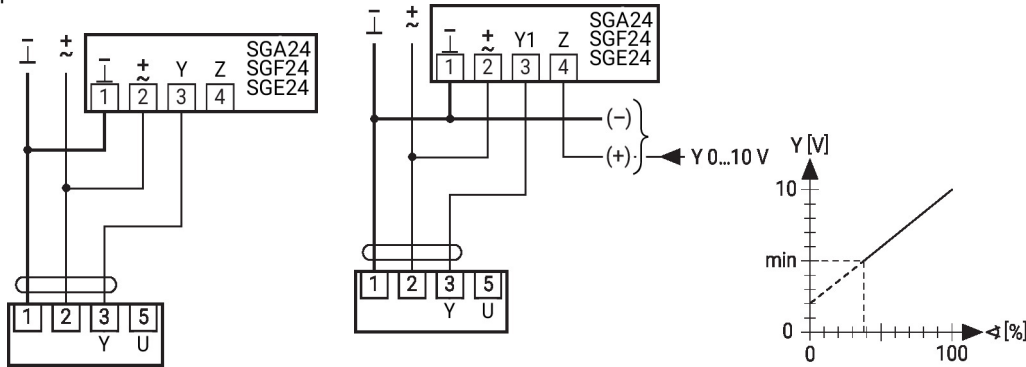 – + SGA24
⊥ ~ SGF24
SGE24
– + Y Z
⊥ ~
1 2 3 4
1 2 3 5
Y U
– + SGA24
⊥ ~ SGF24
SGE24
– + Y1 Z
⊥ ~
1 2 3 4
(–)
(+) Y 0...10 V
1 2 3 5
Y U
Y [V]
10
min
0
0 100
∢ [%]